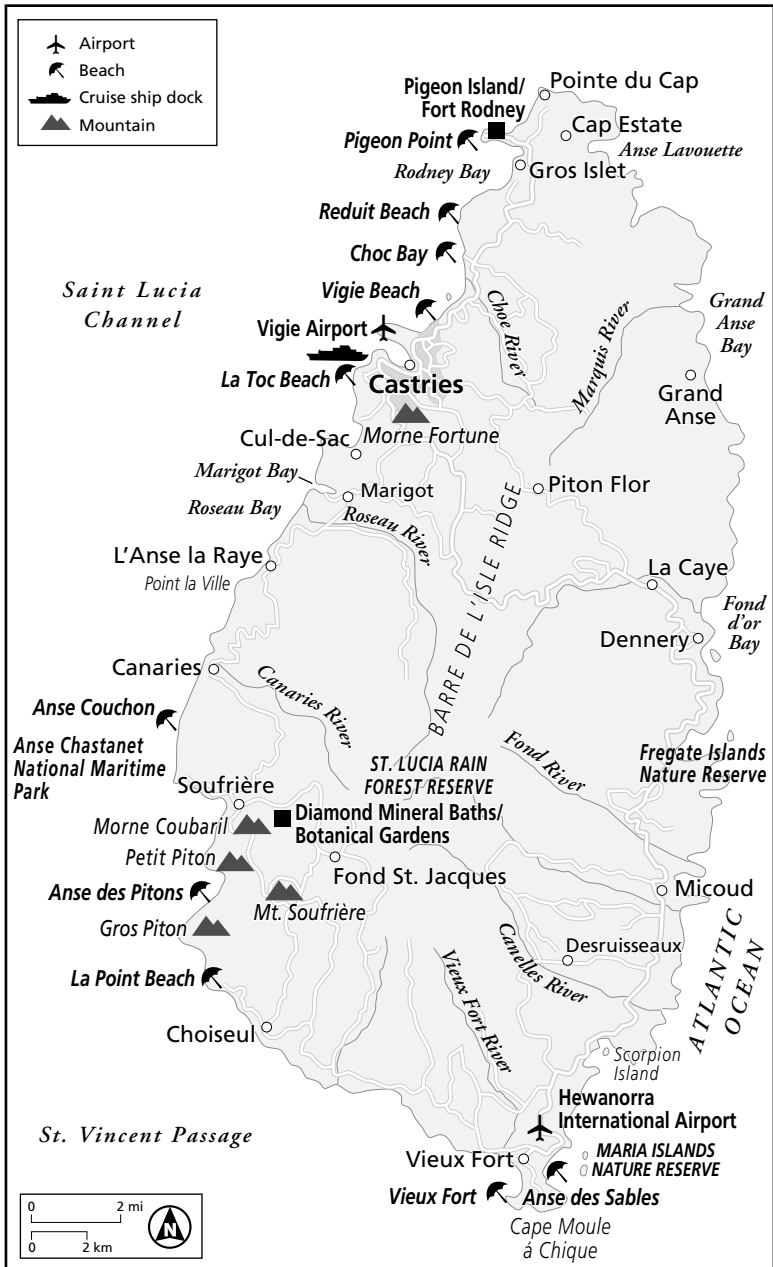 Airport
Beach
Cruise ship dock
Mountain
Pigeon Island/
Fort Rodney
Pointe du Cap
Cap Estate
Anse Lavouette
Pigeon Point
Rodney Bay
Gros Islet
Reduit Beach
Choc Bay
Saint Lucia
Channel
Vigie Beach
Vigie Airport
Choe River
Marquis River
Grand
Anse
Bay
La Toc Beach
Castries
Grand
Anse
Morne Fortune
Cul-de-Sac
Marigot Bay
Marigot
Piton Flor
Roseau Bay
Roseau River
BARRE DE L'ISLE RIDGE
L'Anse la Raye
Point la Ville
La Caye
Fond
d'or
Bay
Dennery
Canaries
Canaries River
Anse Couchon
Anse Chastanet
National Maritime
Park
Fond River
Fregate Islands
Nature Reserve
ST. LUCIA RAIN
FOREST RESERVE
Soufrière
Diamond Mineral Baths/
Botanical Gardens
Morne Coubaril
Petit Piton
Fond St. Jacques
Anse des Pitons
Mt. Soufrière
Micoud
Gros Piton
Desruisseaux
Canelles River
Vieux Fort River
La Point Beach
ATLANTIC
OCEAN
Choiseul
Scorpion
Island
Hewanorra
International Airport
St. Vincent Passage
Vieux Fort
MARIA ISLANDS
NATURE RESERVE
Vieux Fort
Anse des Sables
Cape Moule
á Chique
0 2 mi
0 2 km
N